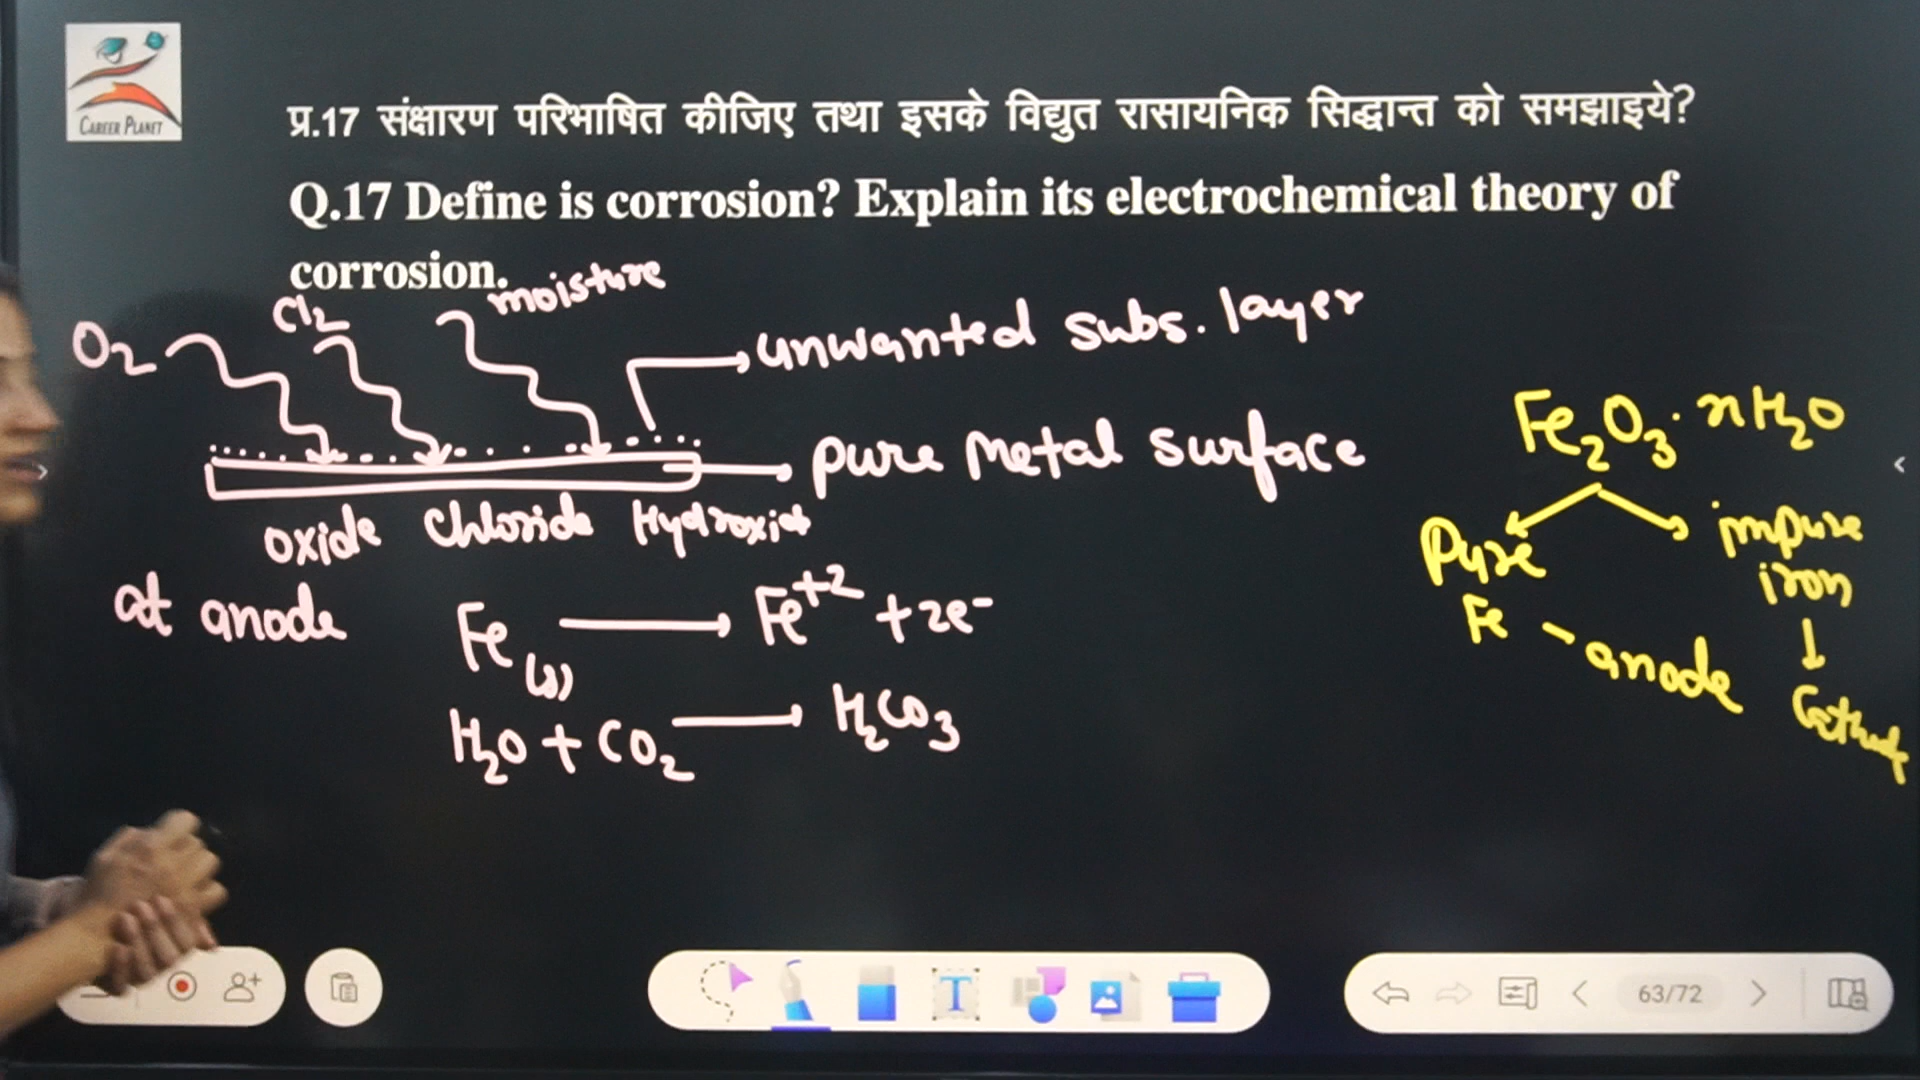 CAREER PLANET
प्र.17 संक्षारण परिभाषित कीजिए तथा इसके विद्युत रासायनिक सिद्धान्त को समझाइये?
Q.17 Define is corrosion? Explain its electrochemical theory of
corrosion.
O2 Cl2 moisture
unwanted subs. layer
pure metal surface
oxide chloride
at anode
Fe(s) ⟶ Fe+2 + 2e-
H2O + CO2 ⟶ H2CO3
Fe2O3.xH2O
Pure
Fe - anode
impure
iron
↓
T
63/72